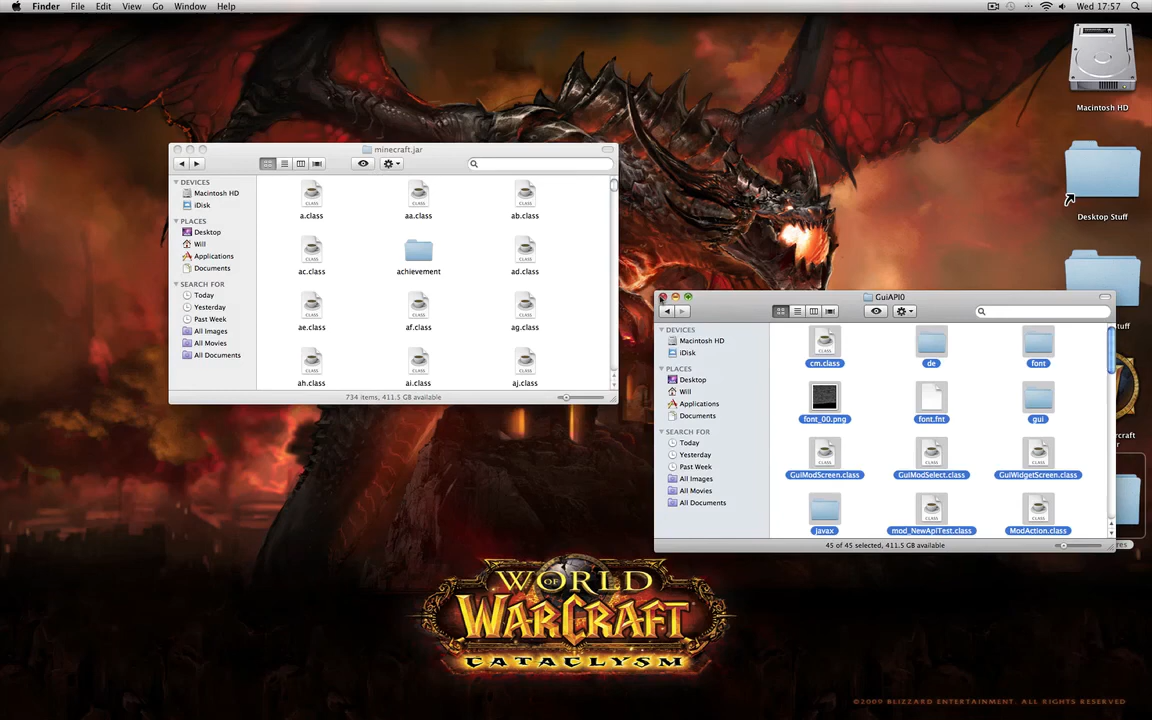 Finder File Edit View Go Window Help
Wed 17:57
Macintosh HD
Desktop Stuff
minecraft.jar
DEVICES
Macintosh HD
iDisk
PLACES
Desktop
Will
Applications
Documents
SEARCH FOR
Today
Yesterday
Past Week
All Images
All Movies
All Documents
a.class aa.class ab.class
CLASS CLASS CLASS
ac.class achievement ad.class
ae.class af.class ag.class
ah.class ai.class aj.class
734 items, 411.5 GB available
GuiAPI0
DEVICES
Macintosh HD
iDisk
PLACES
Desktop
Will
Applications
Documents
SEARCH FOR
Today
Yesterday
Past Week
All Images
All Movies
All Documents
cm.class de font
font_00.png font.fnt gui
GuiModScreen.class GuiModSelect.class GuiWidgetScreen.class
javax mod_NewApiTest.class ModAction.class
45 of 45 selected, 411.5 GB available
WORLD
OF
WARCRAFT
CATACLYSM
©2009 BLIZZARD ENTERTAINMENT. ALL RIGHTS RESERVED